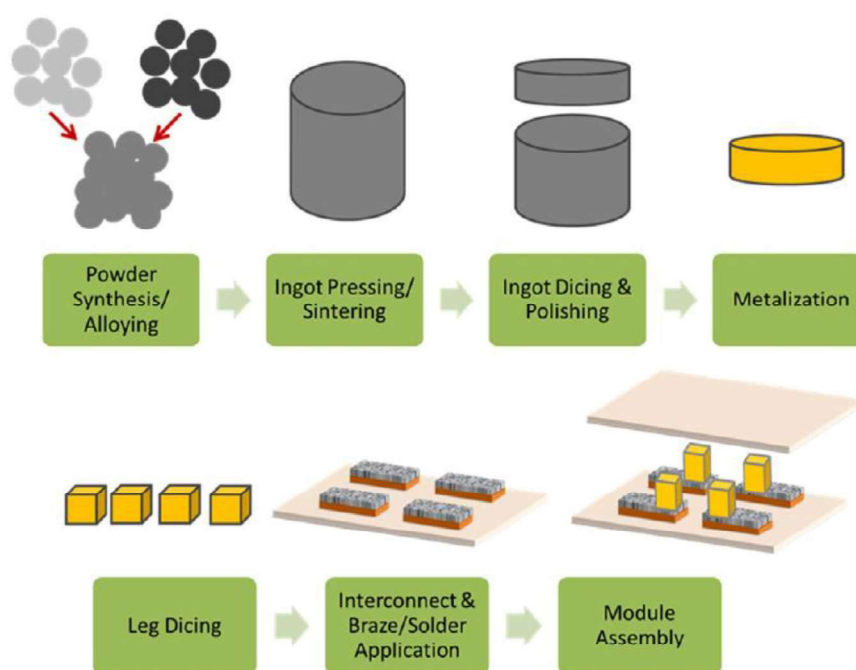 Powder
Synthesis/
Alloying
Ingot Pressing/
Sintering
Ingot Dicing &
Polishing
Metalization
Leg Dicing
Interconnect &
Braze/Solder
Application
Module
Assembly